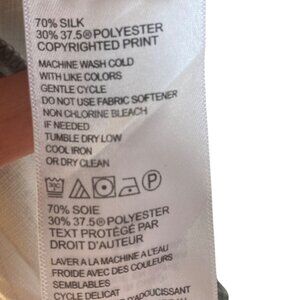 70% SILK
30% 37.5® POLYESTER
COPYRIGHTED PRINT
MACHINE WASH COLD
WITH LIKE COLORS
GENTLE CYCLE
DO NOT USE FABRIC SOFTENER
NON CHLORINE BLEACH
IF NEEDED
TUMBLE DRY LOW
COOL IRON
OR DRY CLEAN
30C P
70% SOIE
30% 37.5® POLYESTER
TEXT PROTÉGÉ PAR
DROIT D'AUTEUR
LAVER A LA MACHINE A L'EAU
FROIDE AVEC DES COULEURS
SEMBLABLES
CYCLE DELICAT
D'ADOUCISSANT